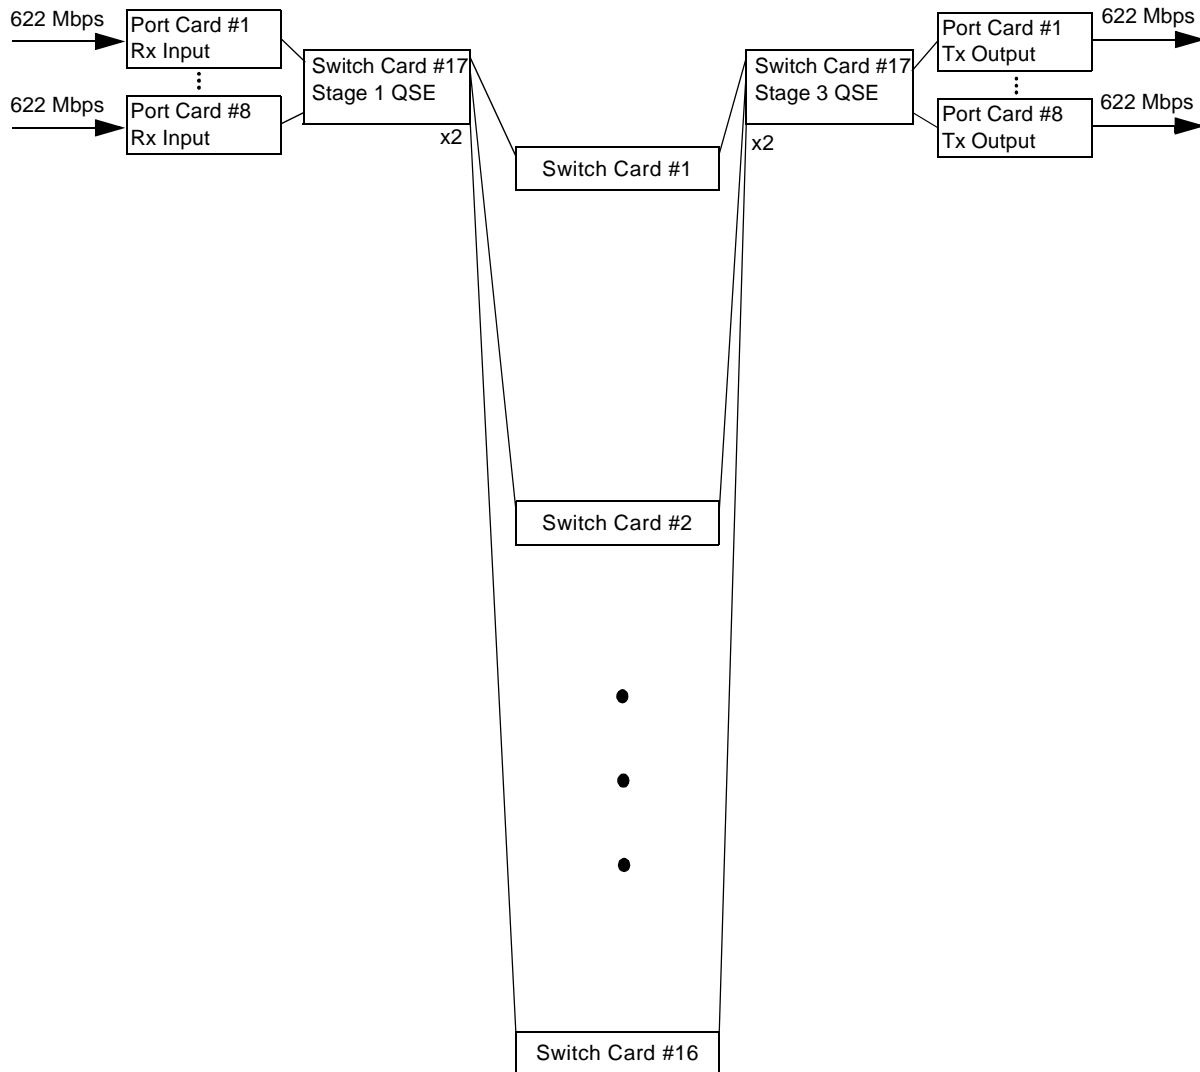 622 Mbps
Port Card #1
Rx Input
622 Mbps
Port Card #8
Rx Input
Switch Card #17
Stage 1 QSE
x2
Switch Card #1
Switch Card #2
Switch Card #16
Switch Card #17
Stage 3 QSE
x2
Port Card #1
Tx Output
622 Mbps
Port Card #8
Tx Output
622 Mbps